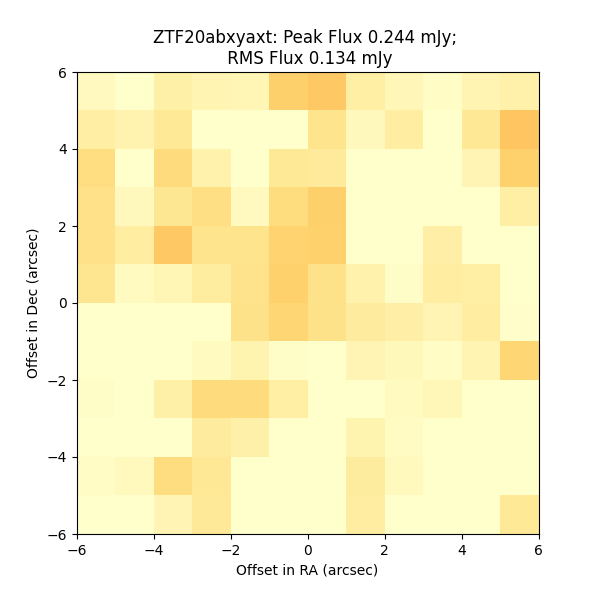 ZTF20abxyaxt: Peak Flux 0.244 mJy;
RMS Flux 0.134 mJy
6
4
2
0
−2
−4
−6
Offset in Dec (arcsec)
−6 −4 −2 0 2 4 6
Offset in RA (arcsec)